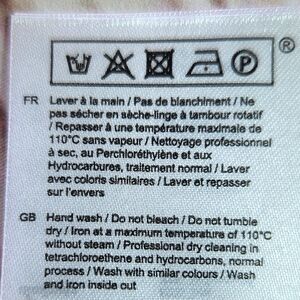 P ®
FR Laver à la main / Pas de blanchiment / Ne
pas sécher en sèche-linge à tambour rotatif
/ Repasser à une température maximale de
110°C sans vapeur / Nettoyage professionnel
à sec, au Perchloréthylène et aux
Hydrocarbures, traitement normal / Laver
avec coloris similaires / Laver et repasser
sur l'envers
GB Hand wash / Do not bleach / Do not tumble
dry / Iron at a maximum temperature of 110°C
without steam / Professional dry cleaning in
tetrachloroethene and hydrocarbons, normal
process / Wash with similar colours / Wash
and iron inside out